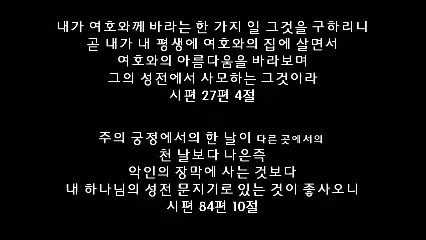 내가 여호와께 바라는 한 가지 일 그것을 구하리니
곧 내가 내 평생에 여호와의 집에 살면서
여호와의 아름다움을 바라보며
그의 성전에서 사모하는 그것이라
시편 27편 4절
주의 궁정에서의 한 날이 다른 곳에서의
천 날보다 나은즉
악인의 장막에 사는 것보다
내 하나님의 성전 문지기로 있는 것이 좋사오니
시편 84편 10절